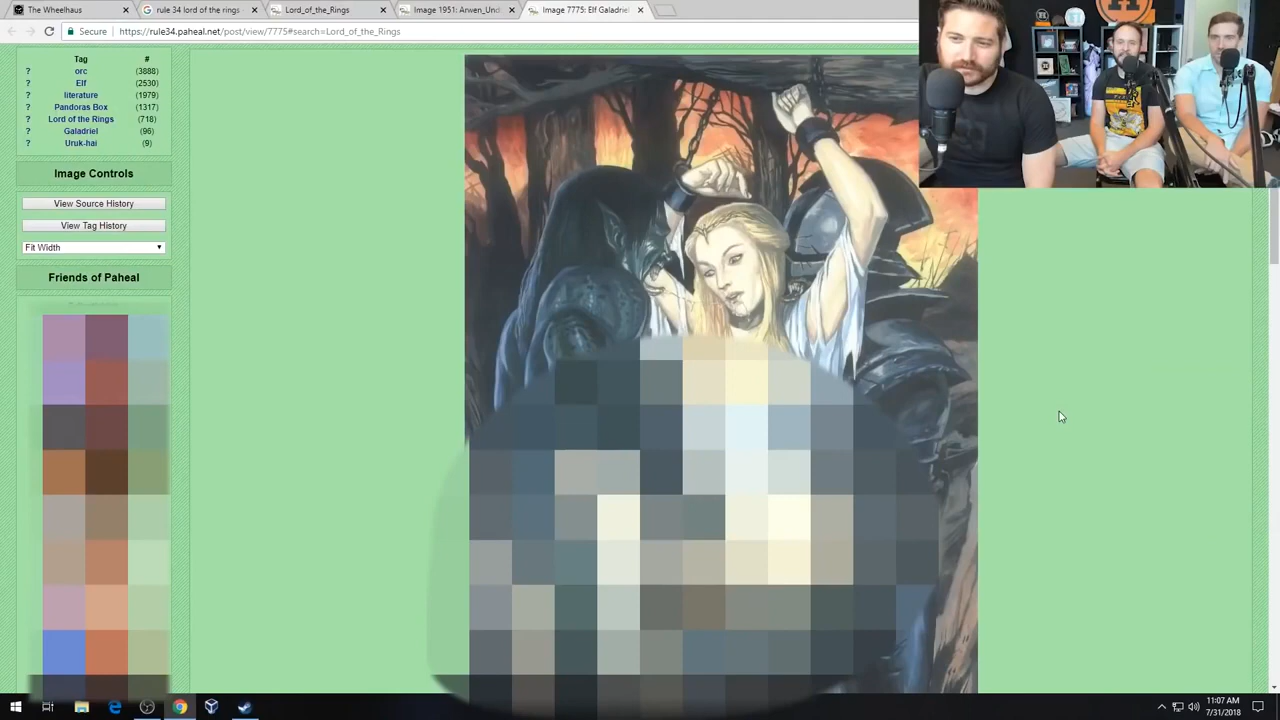 The Wheelhaus
rule 34 lord of the rings
Lord_of_the_Rings
Image 1951: Arwen_Und
Image 7775: Elf Galadriel
Secure
https://rule34.paheal.net/post/view/7775#search=Lord_of_the_Rings
Tag #
? orc (3888)
? Elf (2530)
? literature (1979)
? Pandoras Box (1317)
? Lord of the Rings (718)
? Galadriel (96)
? Uruk-hai (9)
Image Controls
View Source History
View Tag History
Fit Width
Friends of Paheal
11:07 AM
7/31/2018